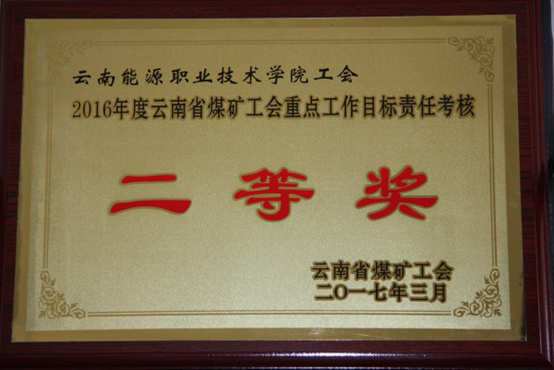 云南能源职业技术学院工会
2016年度云南省煤矿工会重点工作目标责任考核
二等奖
云南省煤矿工会
二〇一七年三月